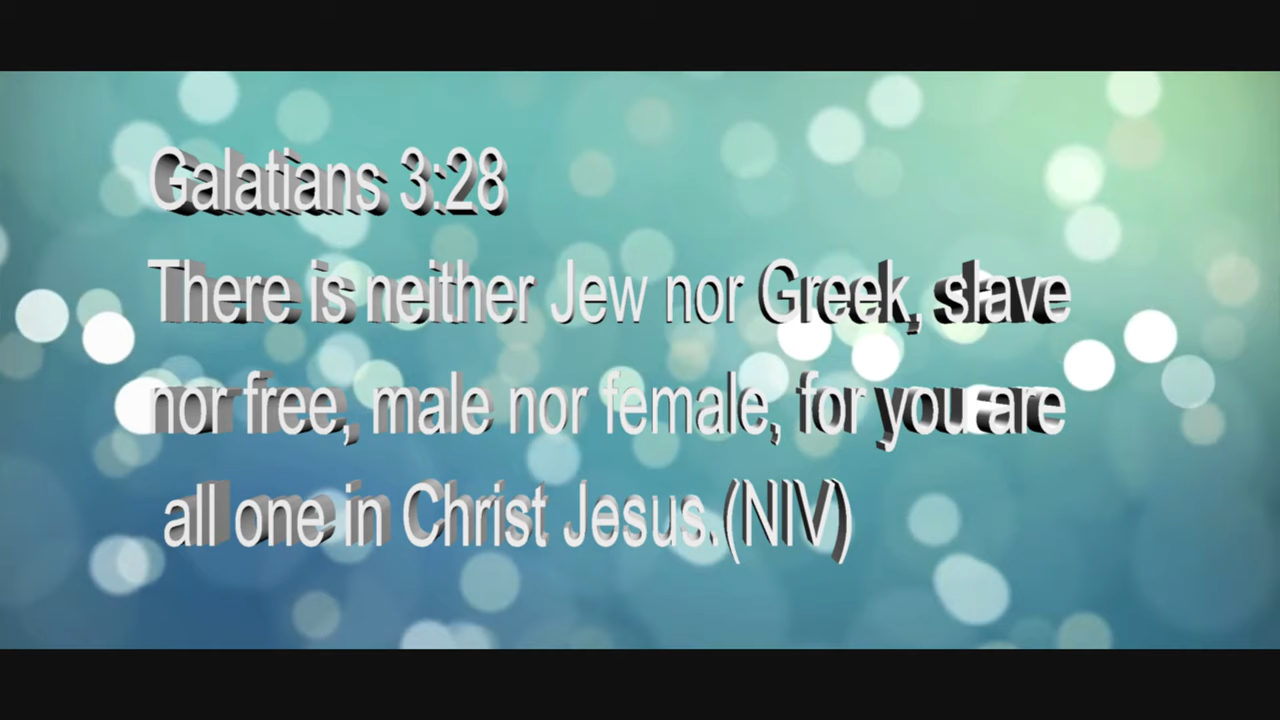 Galatians 3:28
There is neither Jew nor Greek, slave
nor free, male nor female, for you are
all one in Christ Jesus.(NIV)